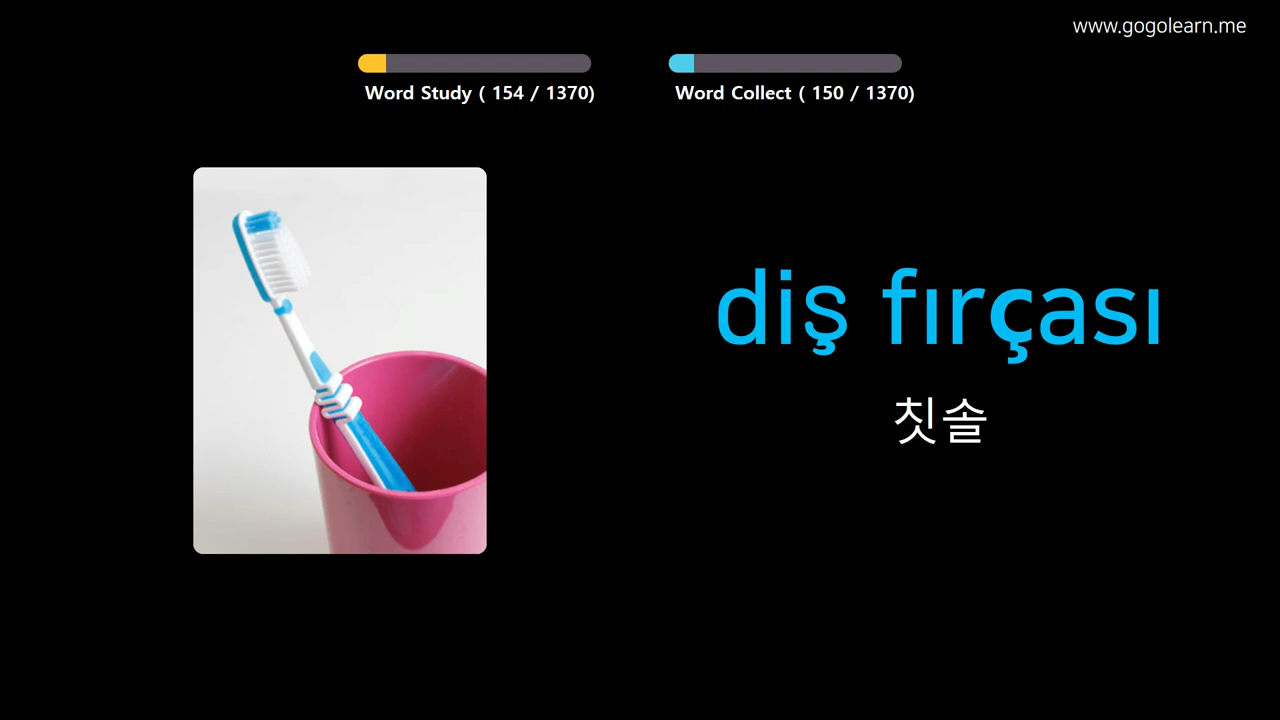 www.gogolearn.me
Word Study ( 154 / 1370)
Word Collect ( 150 / 1370)
diş fırçası
칫솔